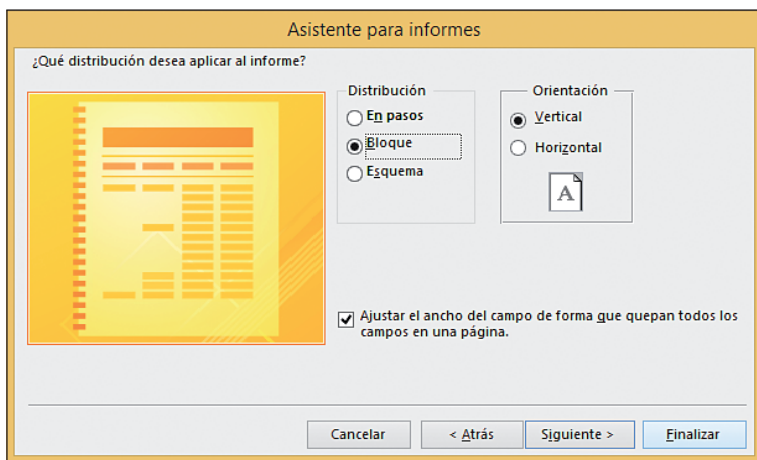 Asistente para informes
¿Qué distribución desea aplicar al informe?
Distribución
En pasos
Bloque
Esquema
Orientación
Vertical
Horizontal
A
Ajustar el ancho del campo de forma que quepan todos los
campos en una página.
Cancelar
< Atrás
Siguiente >
Finalizar